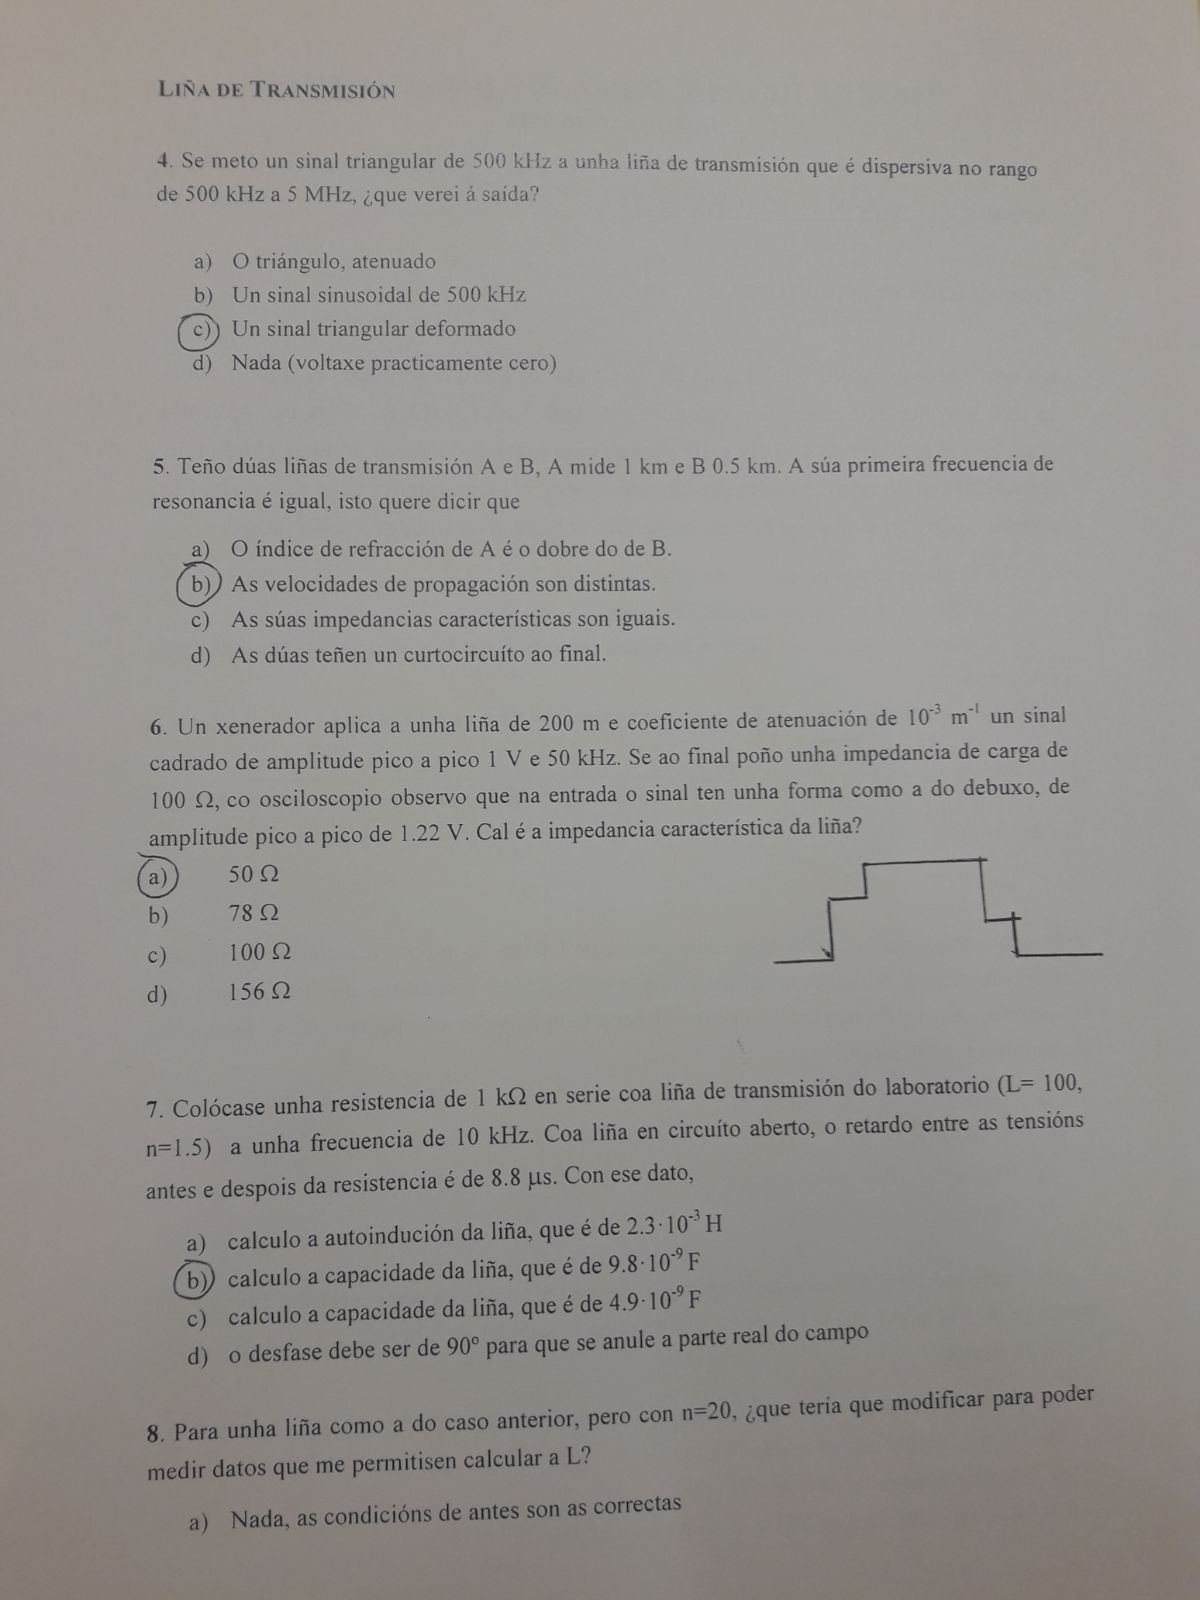 LIÑA DE TRANSMISIÓN
4. Se meto un sinal triangular de 500 kHz a unha liña de transmisión que é dispersiva no rango
de 500 kHz a 5 MHz, ¿que verei á saída?
a) O triángulo, atenuado
b) Un sinal sinusoidal de 500 kHz
c) Un sinal triangular deformado
d) Nada (voltaxe practicamente cero)
5. Teño dúas liñas de transmisión A e B, A mide 1 km e B 0.5 km. A súa primeira frecuencia de
resonancia é igual, isto quere dicir que
a) O índice de refracción de A é o dobre do de B.
b) As velocidades de propagación son distintas.
c) As súas impedancias características son iguais.
d) As dúas teñen un curtocircuíto ao final.
6. Un xenerador aplica a unha liña de 200 m e coeficiente de atenuación de 10⁻³ m⁻¹ un sinal
cadrado de amplitude pico a pico 1 V e 50 kHz. Se ao final poño unha impedancia de carga de
100 Ω, co osciloscopio observo que na entrada o sinal ten unha forma como a do debuxo, de
amplitude pico a pico de 1.22 V. Cal é a impedancia característica da liña?
a) 50 Ω
b) 78 Ω
c) 100 Ω
d) 156 Ω
7. Colócase unha resistencia de 1 kΩ en serie coa liña de transmisión do laboratorio (L= 100,
n=1.5) a unha frecuencia de 10 kHz. Coa liña en circuíto aberto, o retardo entre as tensións
antes e despois da resistencia é de 8.8 μs. Con ese dato,
a) calculo a autoindución da liña, que é de 2.3·10⁻³ H
b) calculo a capacidade da liña, que é de 9.8·10⁻⁹ F
c) calculo a capacidade da liña, que é de 4.9·10⁻⁹ F
d) o desfase debe ser de 90º para que se anule a parte real do campo
8. Para unha liña como a do caso anterior, pero con n=20, ¿que tería que modificar para poder
medir datos que me permitisen calcular a L?
a) Nada, as condicións de antes son as correctas